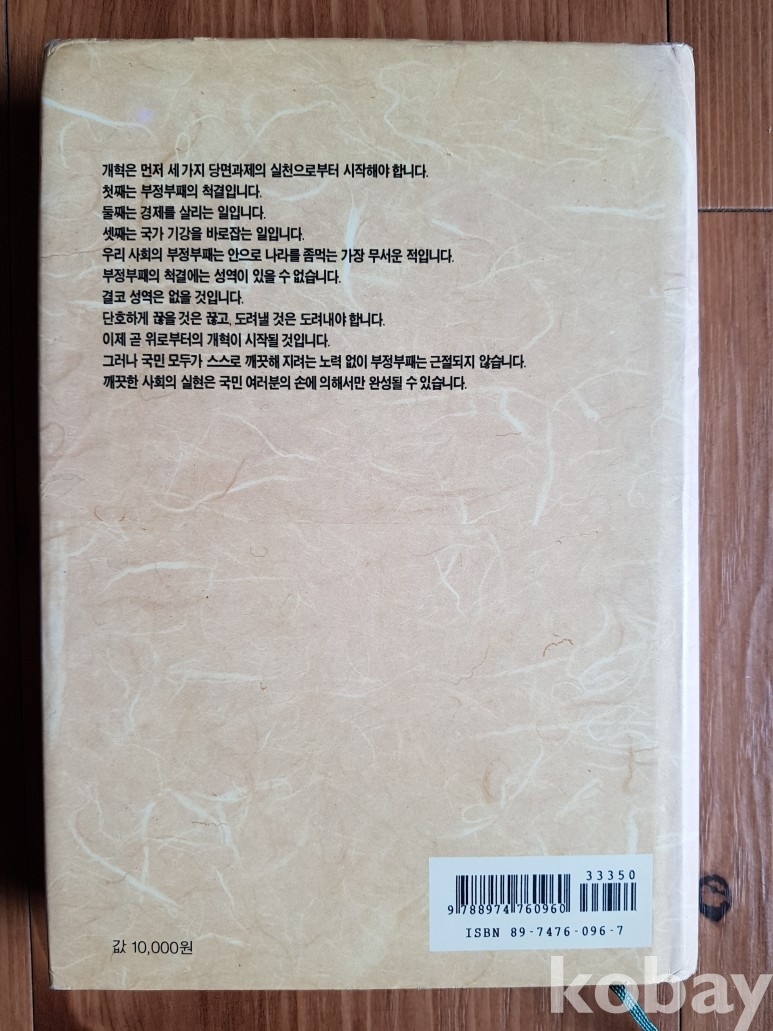 개혁은 먼저 세 가지 당면과제의 실천으로부터 시작해야 합니다.
첫째는 부정부패의 척결입니다.
둘째는 경제를 살리는 일입니다.
셋째는 국가 기강을 바로잡는 일입니다.
우리 사회의 부정부패는 안으로 나라를 좀먹는 가장 무서운 적입니다.
부정부패의 척결에는 성역이 있을 수 없습니다.
결코 성역은 없을 것입니다.
단호하게 끊을 것은 끊고, 도려낼 것은 도려내야 합니다.
이제 곧 위로부터의 개혁이 시작될 것입니다.
그러나 국민 모두가 스스로 깨끗해 지려는 노력 없이 부정부패는 근절되지 않습니다.
깨끗한 사회의 실현은 국민 여러분의 손에 의해서만 완성될 수 있습니다.
33350
9 788974 760960
ISBN 89-7476-096-7
값 10,000원
kobay